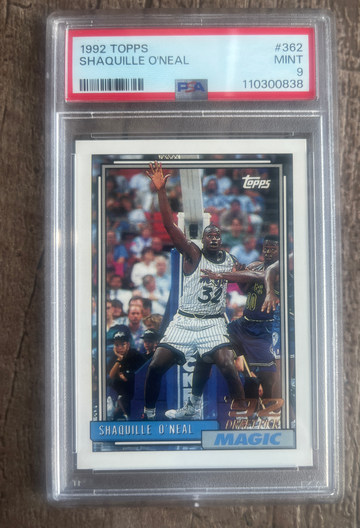 1992 TOPPS #362
SHAQUILLE O'NEAL MINT
9
PSA 110300838
Topps
32
SHAQUILLE O'NEAL
MAGIC